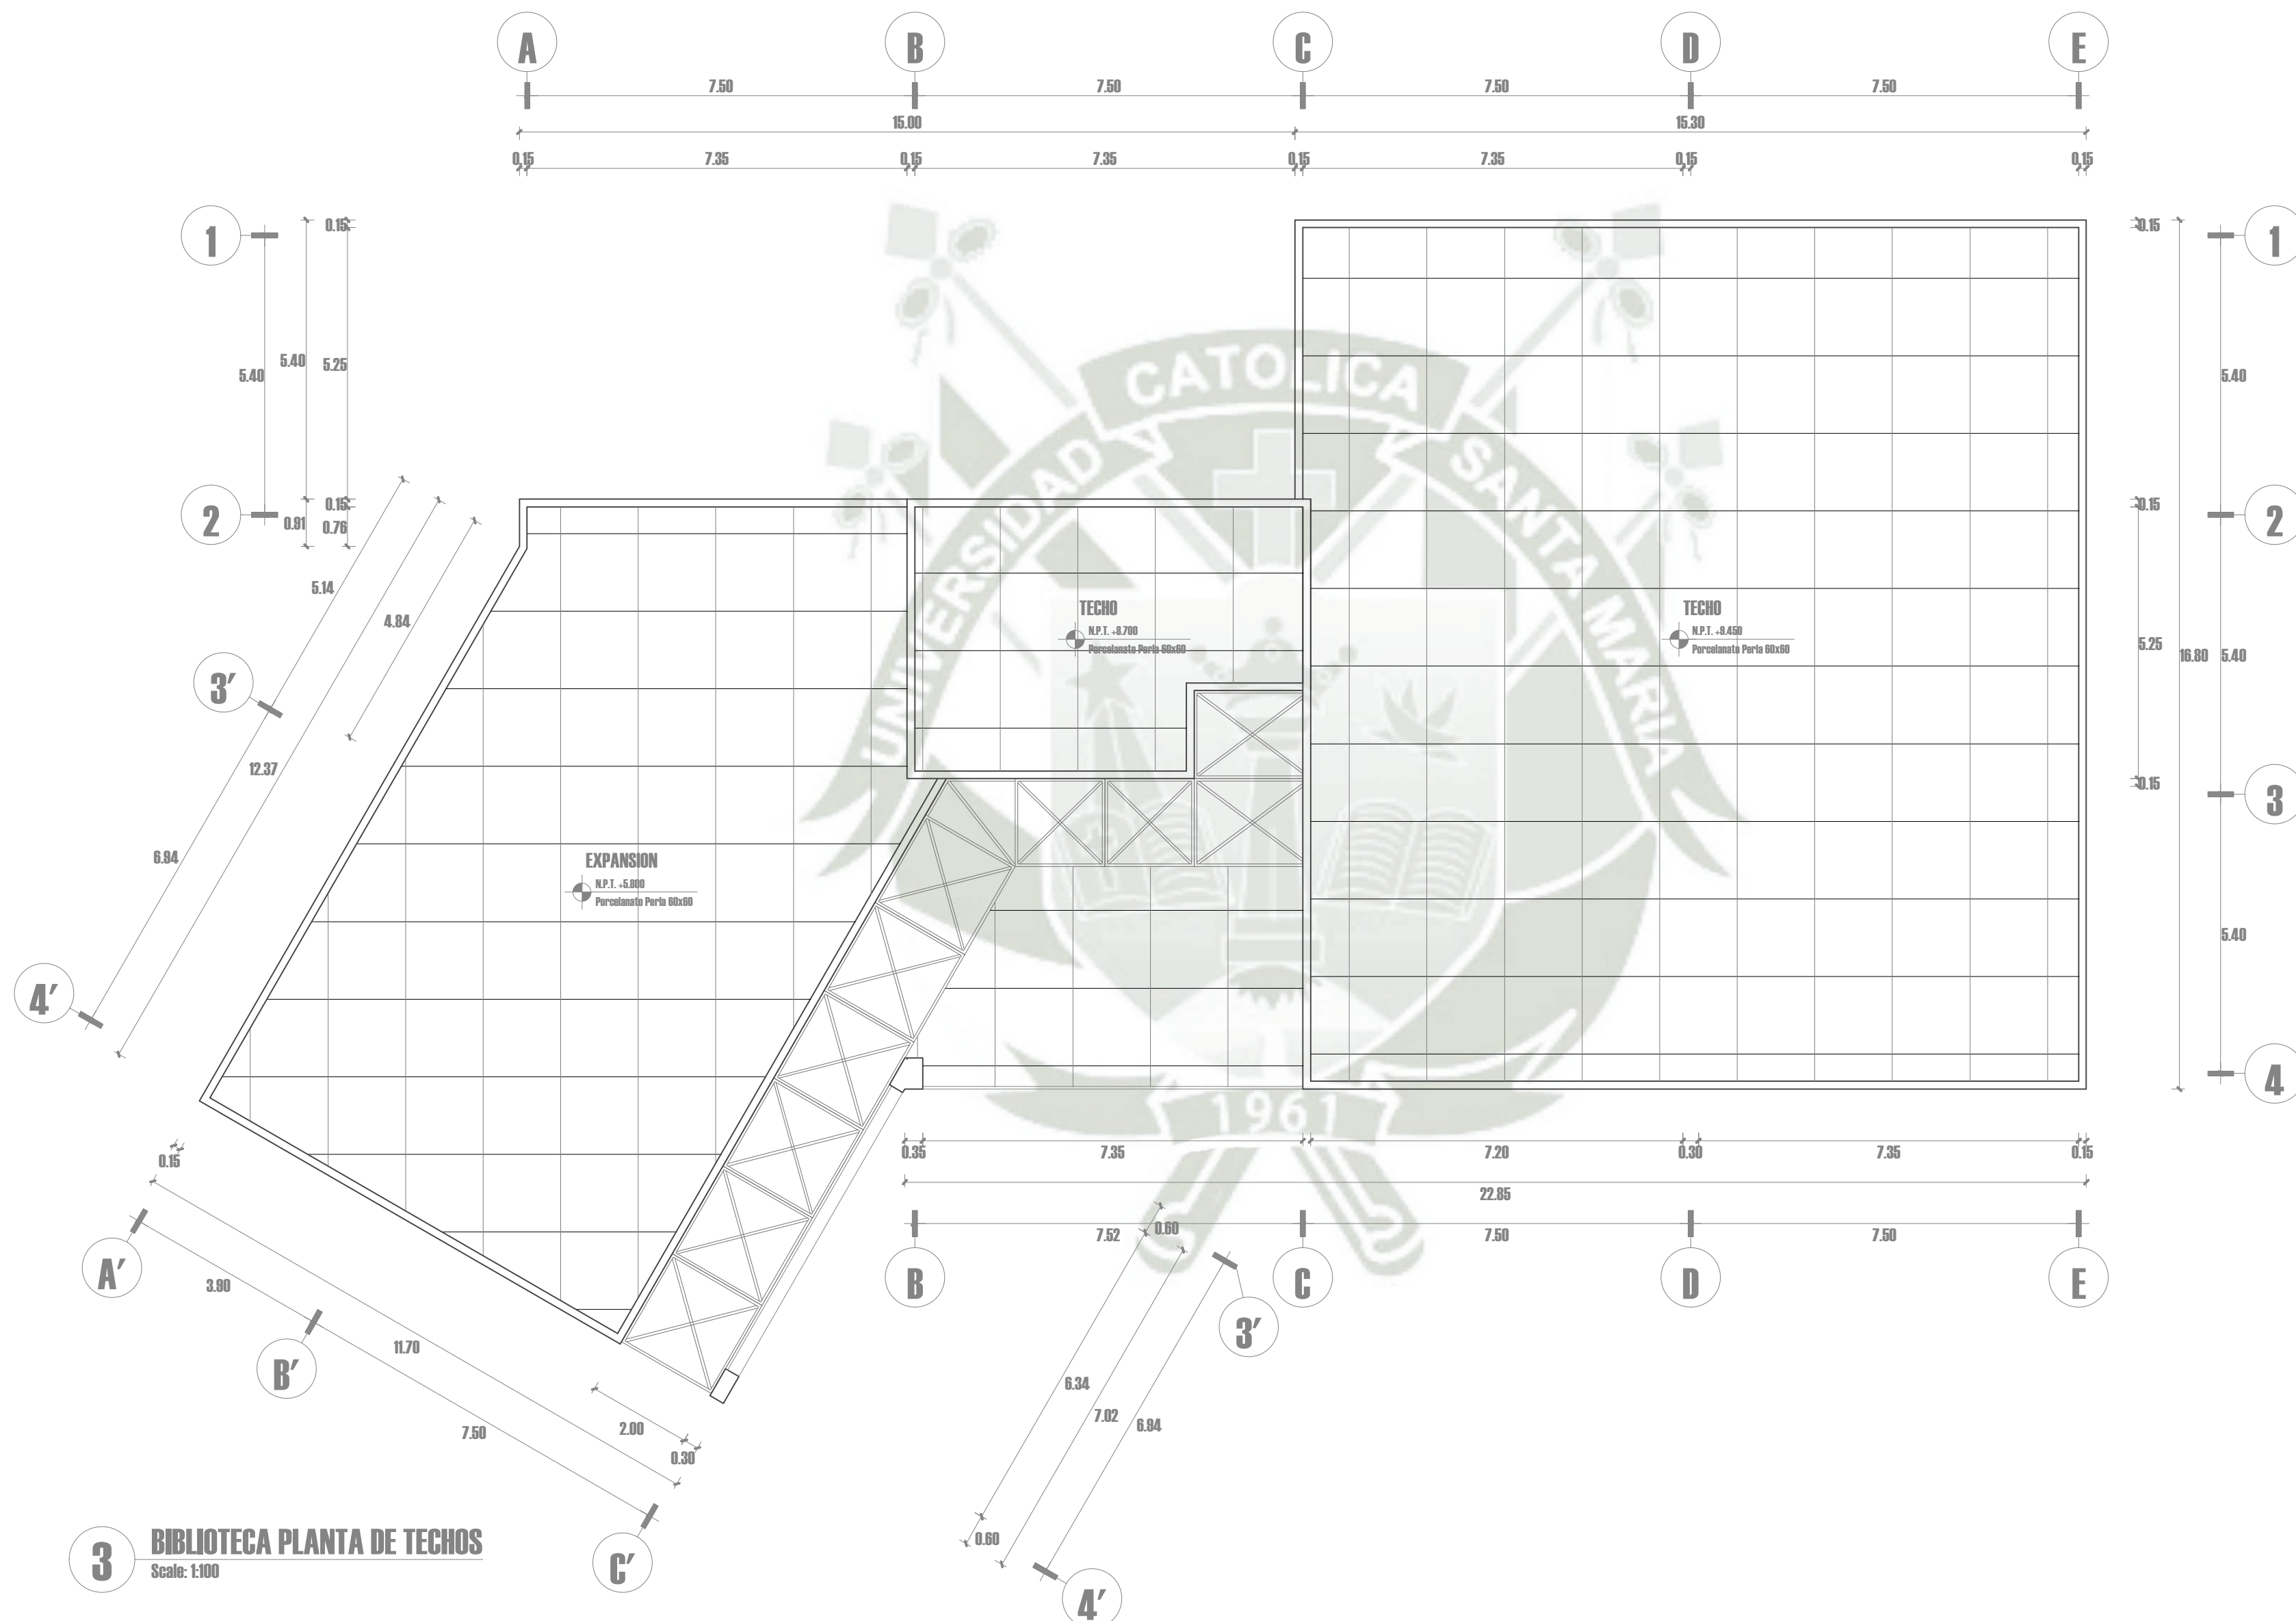 A
B
C
D
E
7.50
7.50
7.50
7.50
15.00
15.30
0.15
7.35
0.15
7.35
0.15
7.35
0.15
0.15
1
0.15
0.15
1
5.40
5.40
5.25
5.40
CATOLICA
UNIVERSIDAD
SANTA MARIA
2
0.15
0.91
0.76
0.15
2
5.14
4.84
TECHO
N.P.T. +8.700
Porcelanato Perla 60x60
TECHO
N.P.T. +9.450
Porcelanato Perla 60x60
5.25
16.80
5.40
3'
12.37
0.15
3
6.94
EXPANSION
N.P.T. +5.800
Porcelanato Perla 60x60
5.40
4'
4
1961
0.15
0.35
7.35
7.20
0.30
7.35
0.15
22.85
7.52
7.50
7.50
0.60
A'
B
C
D
E
3.90
3'
B'
11.70
6.34
7.02
6.94
7.50
2.00
0.30
0.60
C'
4'
3
BIBLIOTECA PLANTA DE TECHOS
Scale: 1:100